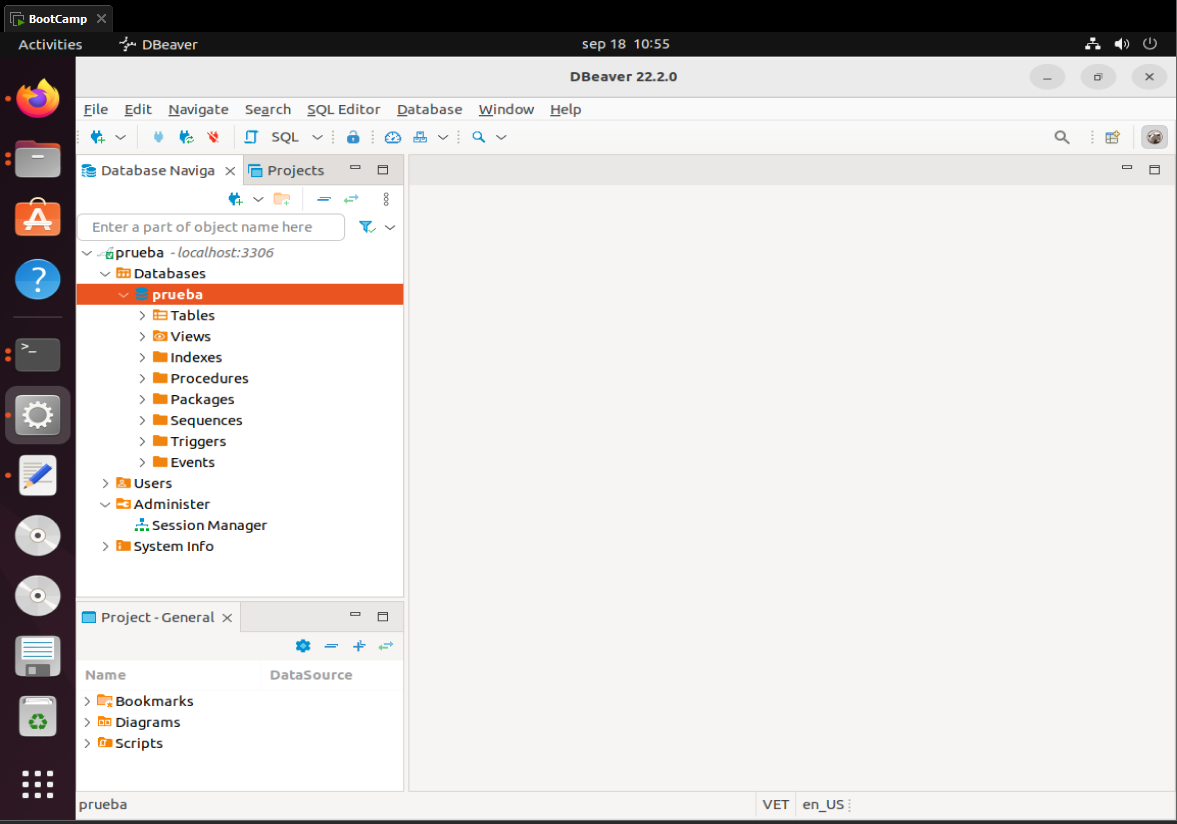 BootCamp
Activities DBeaver sep 18 10:55
DBeaver 22.2.0
File Edit Navigate Search SQL Editor Database Window Help
SQL
Database Naviga Projects
Enter a part of object name here
prueba - localhost:3306
Databases
prueba
Tables
Views
Indexes
Procedures
Packages
Sequences
Triggers
Events
Users
Administer
Session Manager
System Info
Project - General
Name DataSource
Bookmarks
Diagrams
Scripts
prueba VET en_US